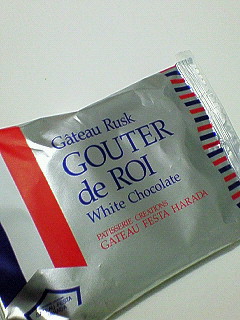 Gâteau Rusk
GOUTER
de ROI
White Chocolate
PATISSERIE CREATIONS
GATEAU FESTA HARADA